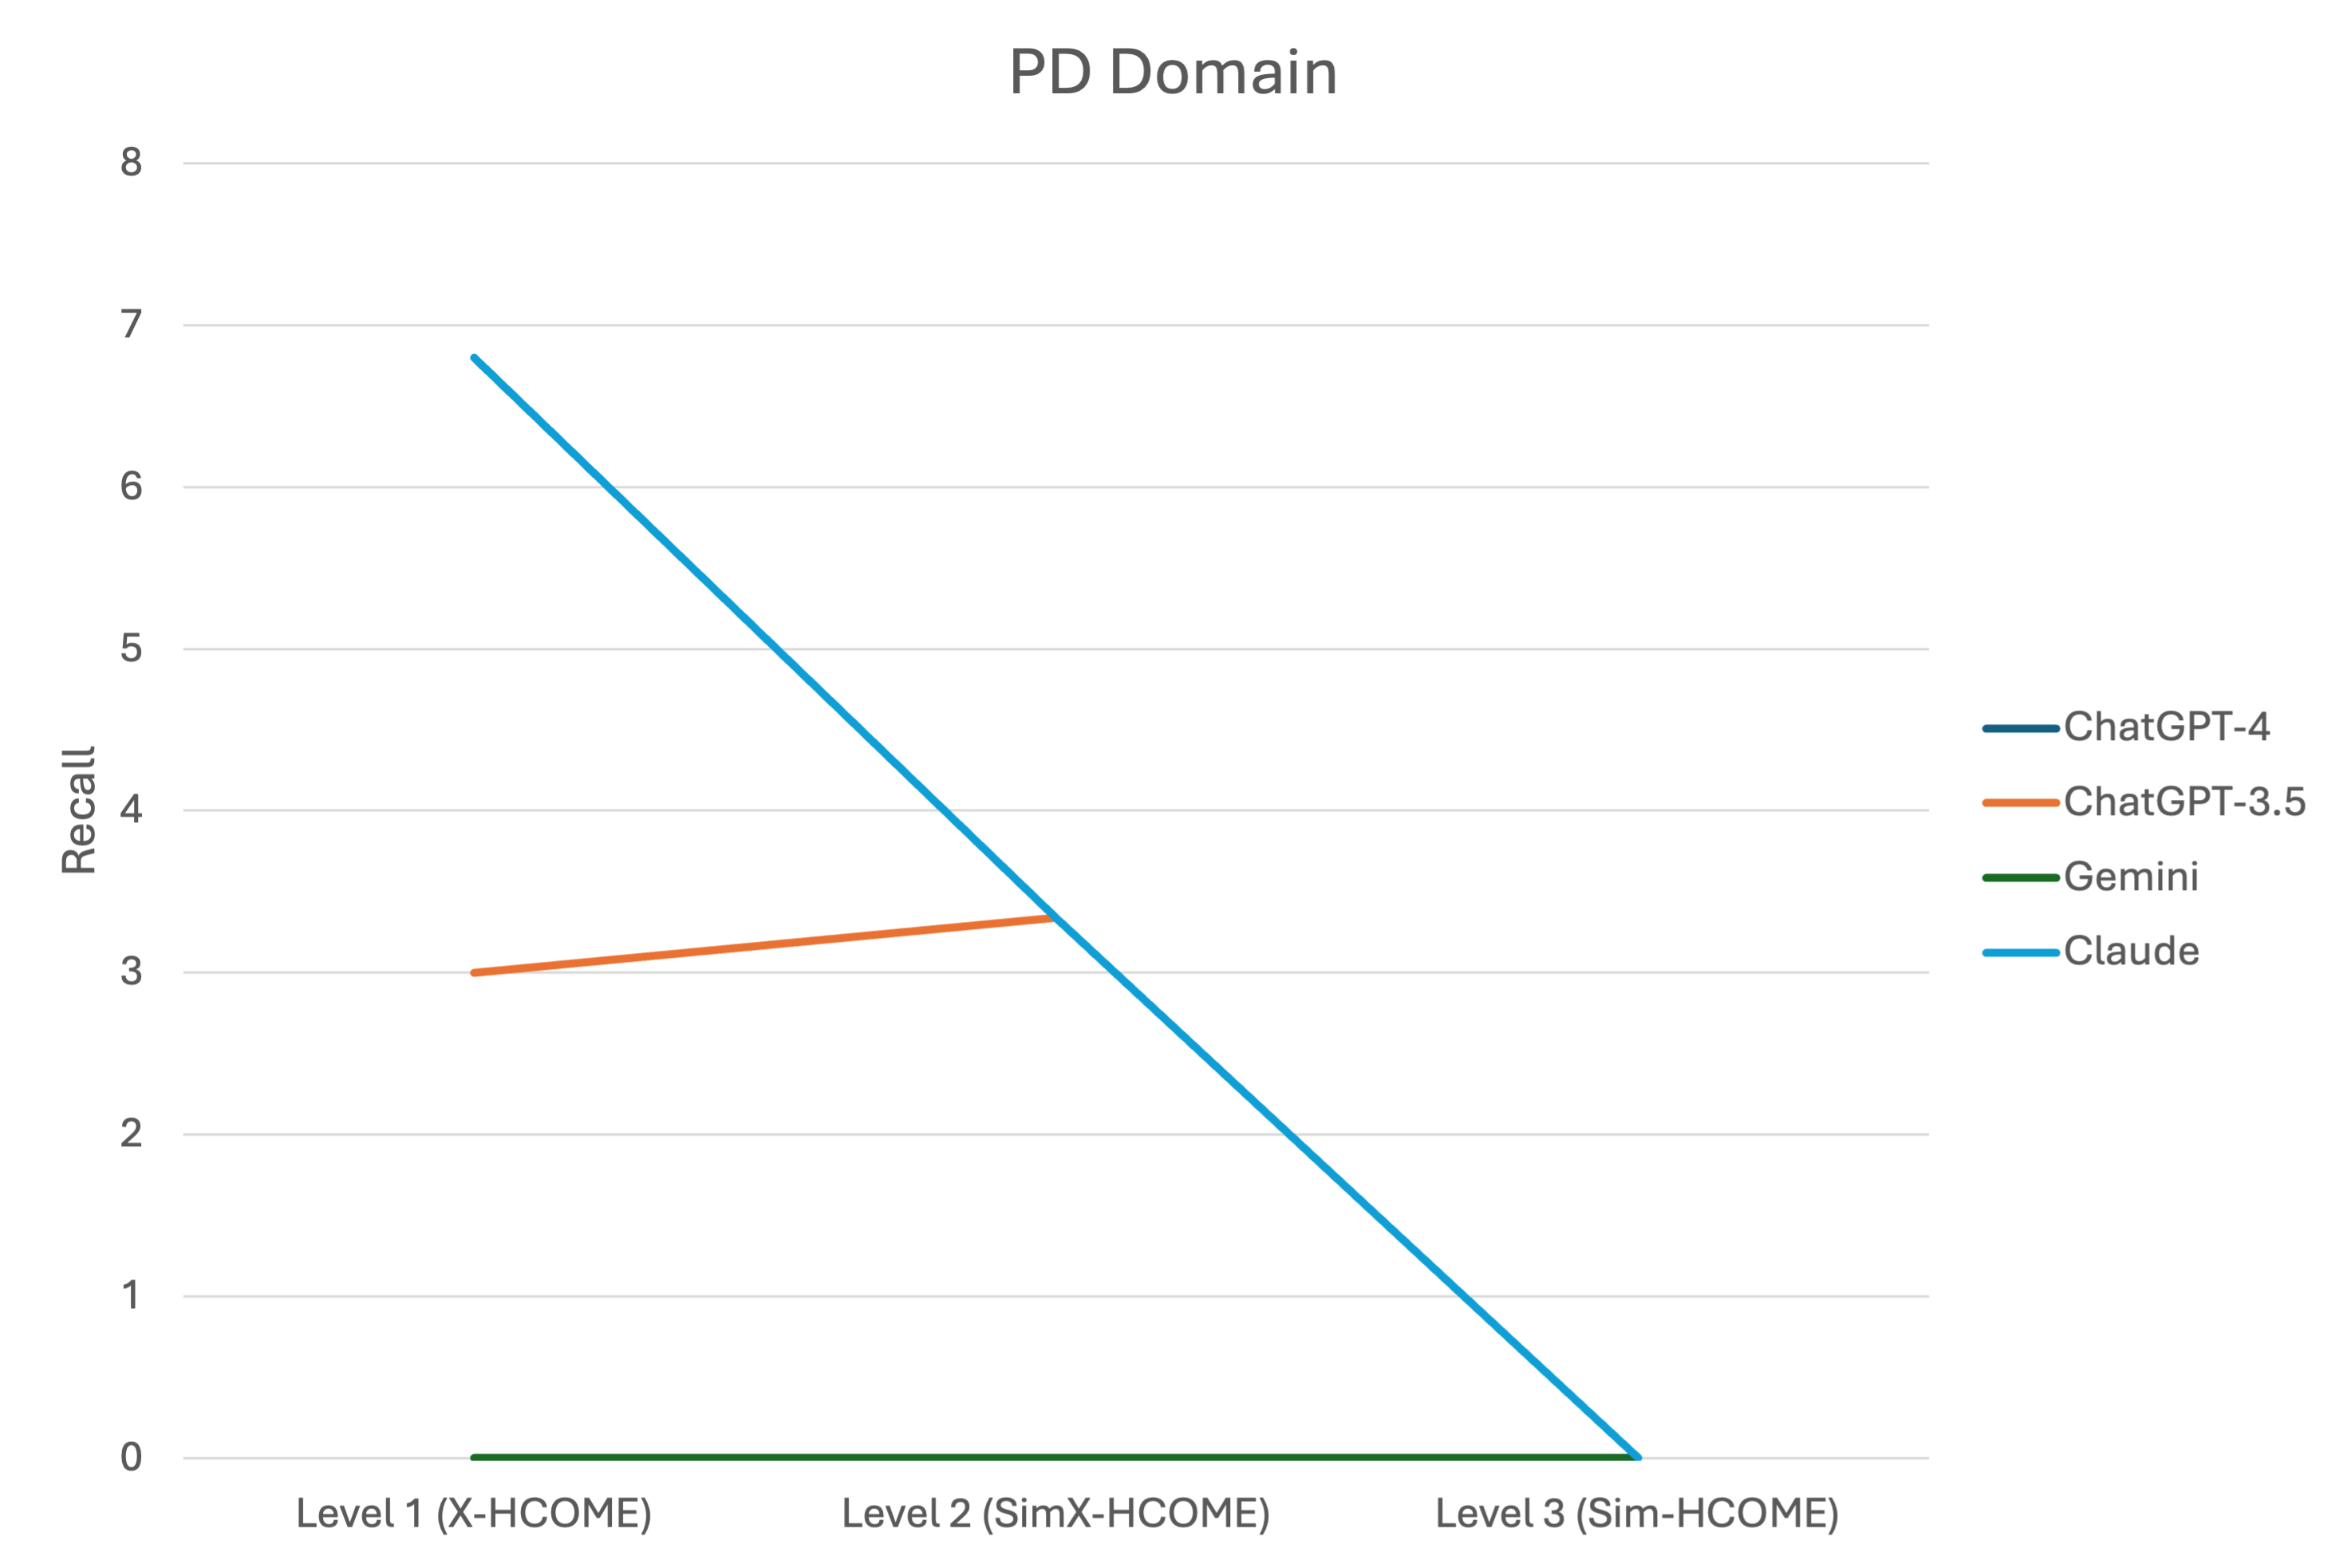 PD Domain
8
7
6
5
4
3
2
1
0
Recall
Level 1 (X-HCOME)
Level 2 (SimX-HCOME)
Level 3 (Sim-HCOME)
ChatGPT-4
ChatGPT-3.5
Gemini
Claude